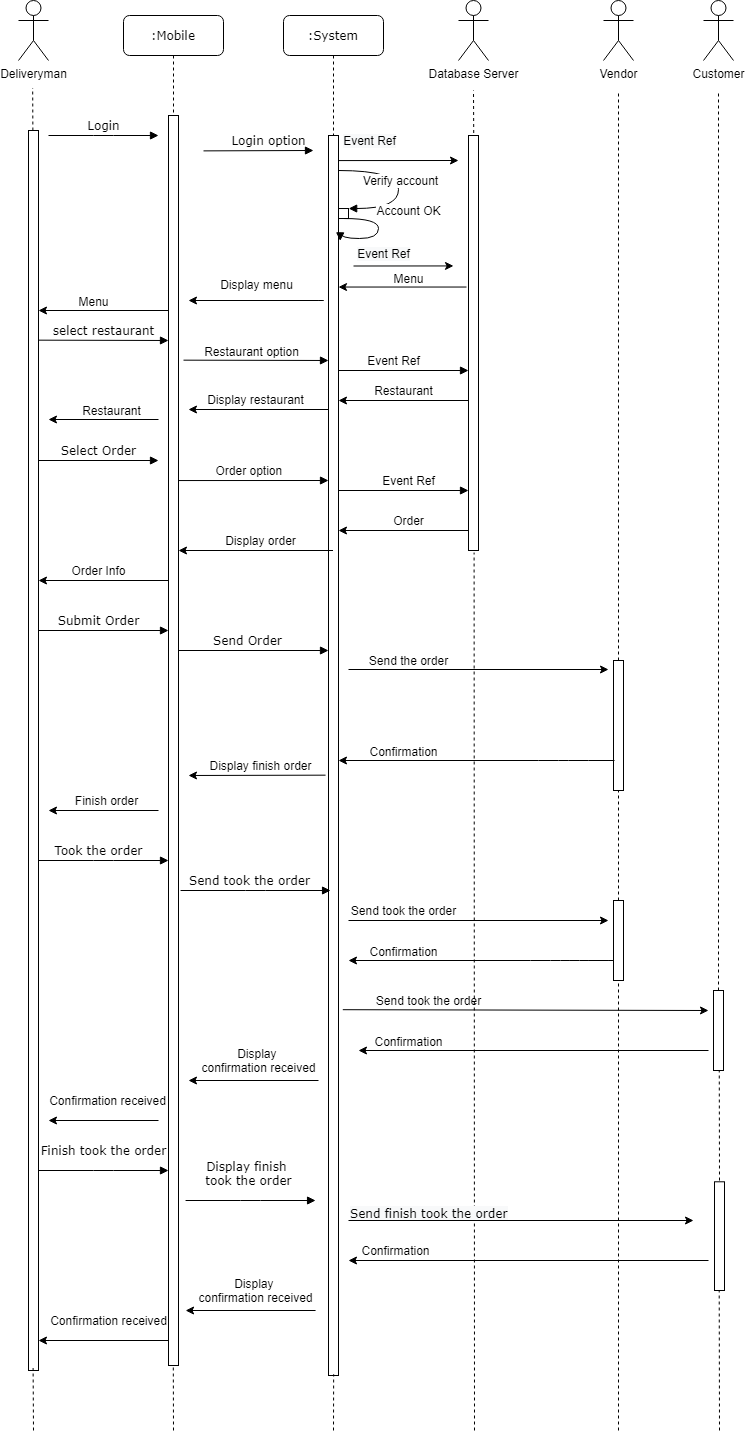 :Mobile
:System
Deliveryman
Database Server
Vendor
Customer
Login
Login option
Event Ref
Verify account
Account OK
Event Ref
Menu
Display menu
Menu
select restaurant
Restaurant option
Event Ref
Restaurant
Display restaurant
Restaurant
Select Order
Order option
Event Ref
Order
Display order
Order Info
Submit Order
Send Order
Send the order
Confirmation
Display finish order
Finish order
Took the order
Send took the order
Send took the order
Confirmation
Send took the order
Confirmation
Display
confirmation received
Confirmation received
Finish took the order
Display finish
took the order
Send finish took the order
Confirmation
Display
confirmation received
Confirmation received